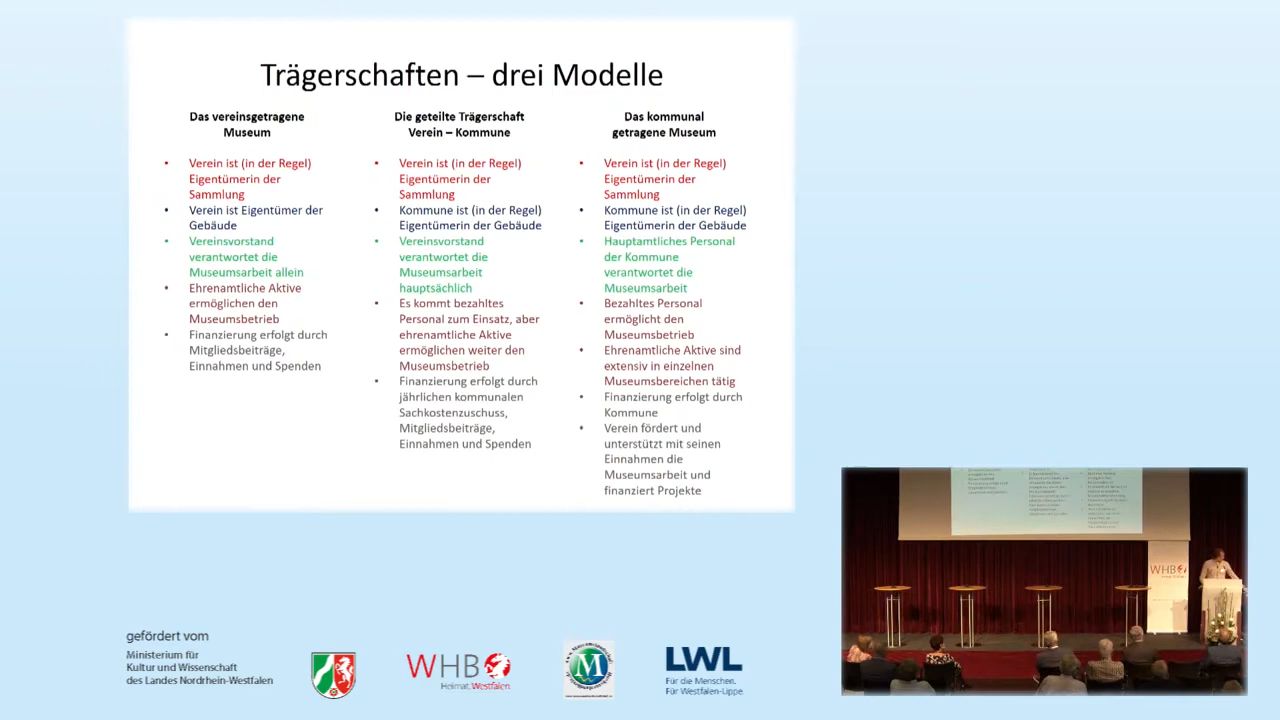 Trägerschaften – drei Modelle
Das vereinsgetragene
Museum
• Verein ist (in der Regel)
Eigentümerin der
Sammlung
• Verein ist Eigentümer der
Gebäude
• Vereinsvorstand
verantwortet die
Museumsarbeit allein
• Ehrenamtliche Aktive
ermöglichen den
Museumsbetrieb
• Finanzierung erfolgt durch
Mitgliedsbeiträge,
Einnahmen und Spenden
Die geteilte Trägerschaft
Verein – Kommune
• Verein ist (in der Regel)
Eigentümerin der
Sammlung
• Kommune ist (in der Regel)
Eigentümerin der Gebäude
• Vereinsvorstand
verantwortet die
Museumsarbeit
hauptsächlich
• Es kommt bezahltes
Personal zum Einsatz, aber
ehrenamtliche Aktive
ermöglichen weiter den
Museumsbetrieb
• Finanzierung erfolgt durch
jährlichen kommunalen
Sachkostenzuschuss,
Mitgliedsbeiträge,
Einnahmen und Spenden
Das kommunal
getragene Museum
• Verein ist (in der Regel)
Eigentümerin der
Sammlung
• Kommune ist (in der Regel)
Eigentümerin der Gebäude
• Hauptamtliches Personal
der Kommune
verantwortet die
Museumsarbeit
• Bezahltes Personal
ermöglicht den
Museumsbetrieb
• Ehrenamtliche Aktive sind
extensiv in einzelnen
Museumsbereichen tätig
• Finanzierung erfolgt durch
Kommune
• Verein fördert und
unterstützt mit seinen
Einnahmen die
Museumsarbeit und
finanziert Projekte
WHB
gefördert vom
Ministerium für
Kultur und Wissenschaft
des Landes Nordrhein-Westfalen
WHB
Heimat.Westfalen.
M
LWL
Für die Menschen.
Für Westfalen-Lippe